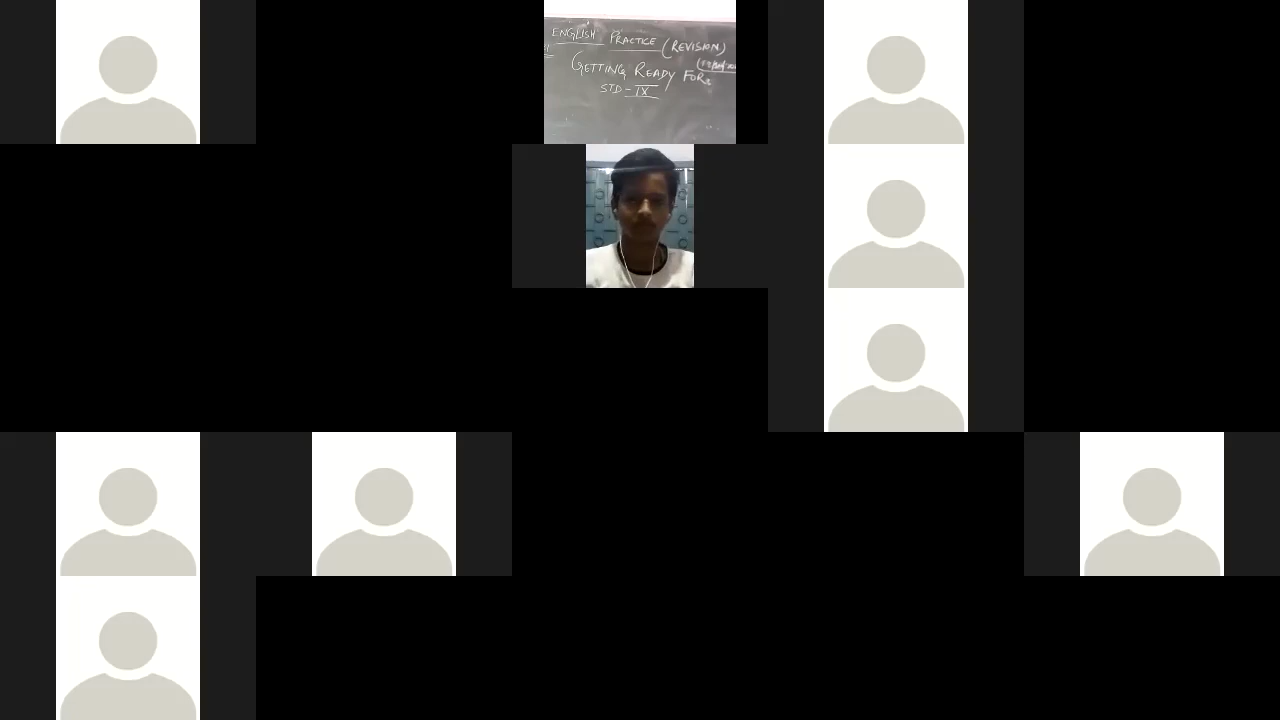 ENGLISH PRACTICE (REVISION)
GETTING READY FOR:
STD - IX